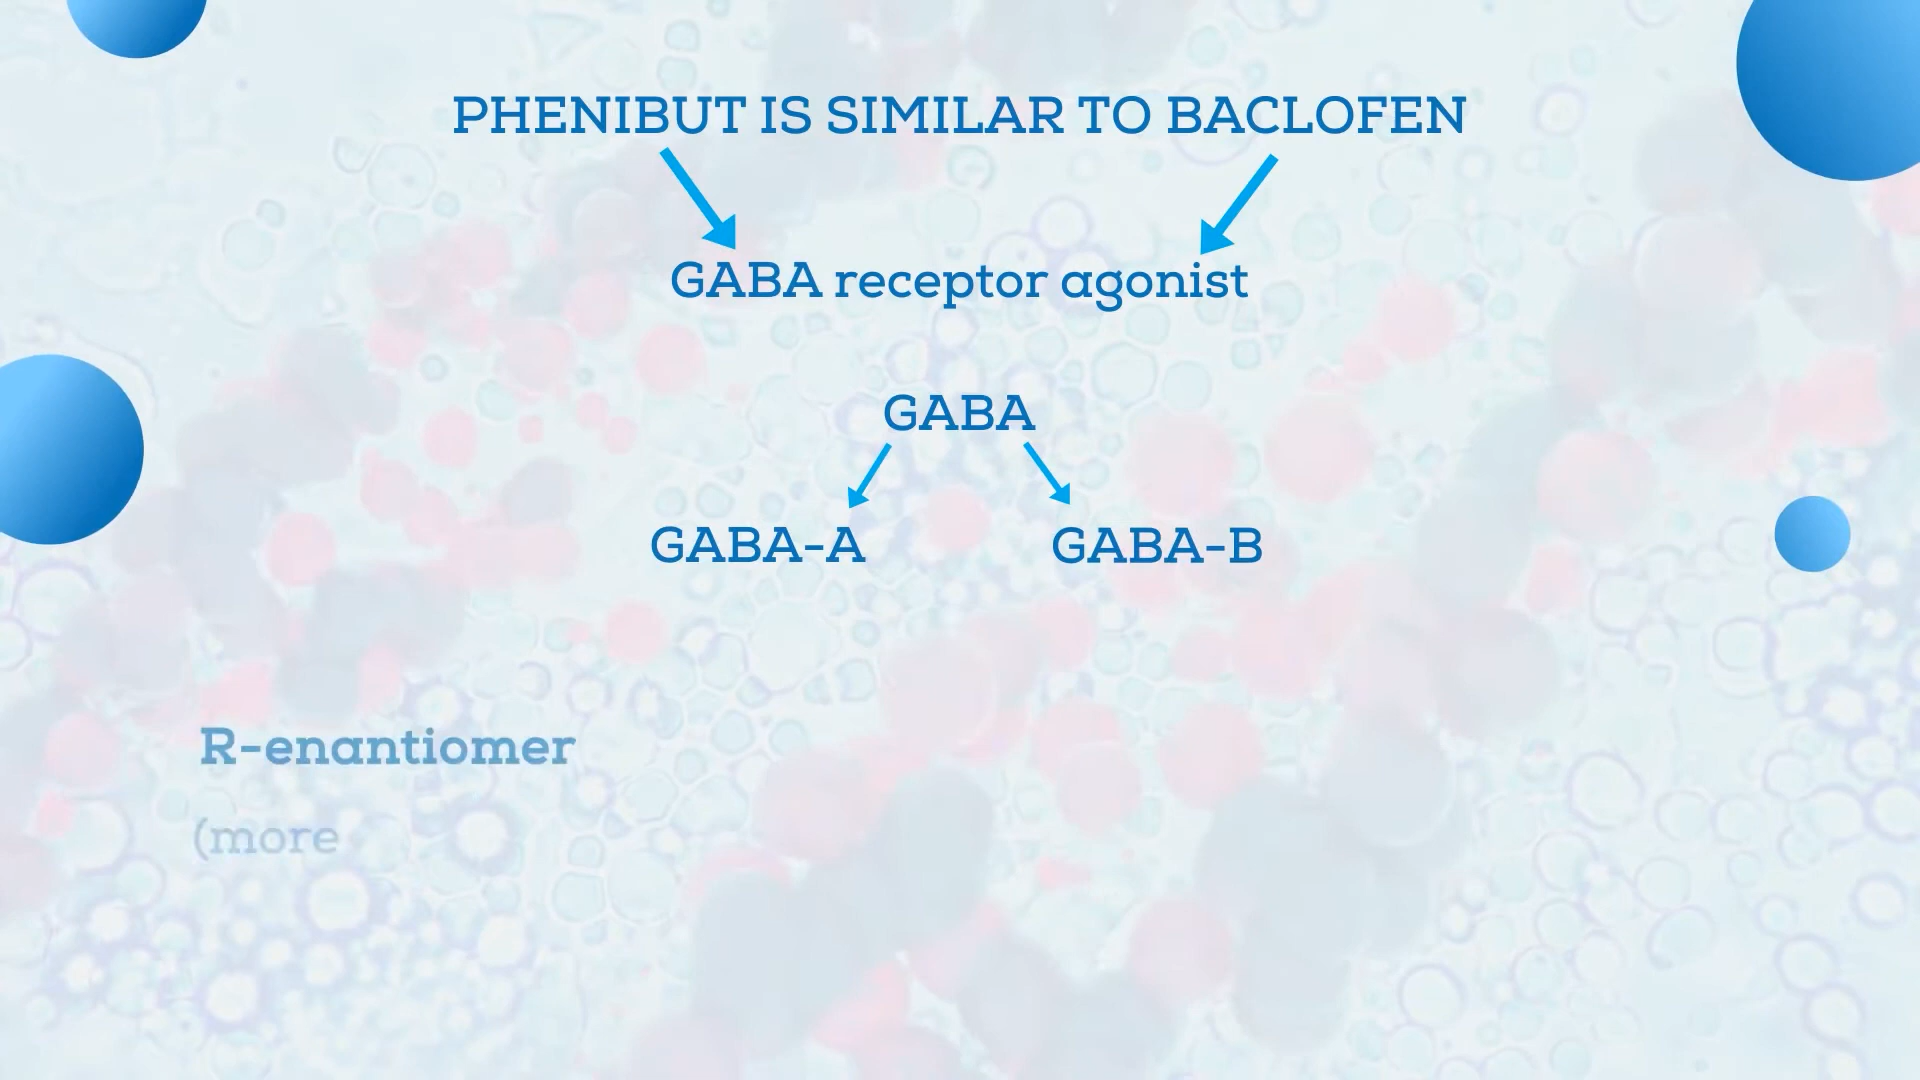 PHENIBUT IS SIMILAR TO BACLOFEN
GABA receptor agonist
GABA
GABA-A GABA-B
R-enantiomer
(more